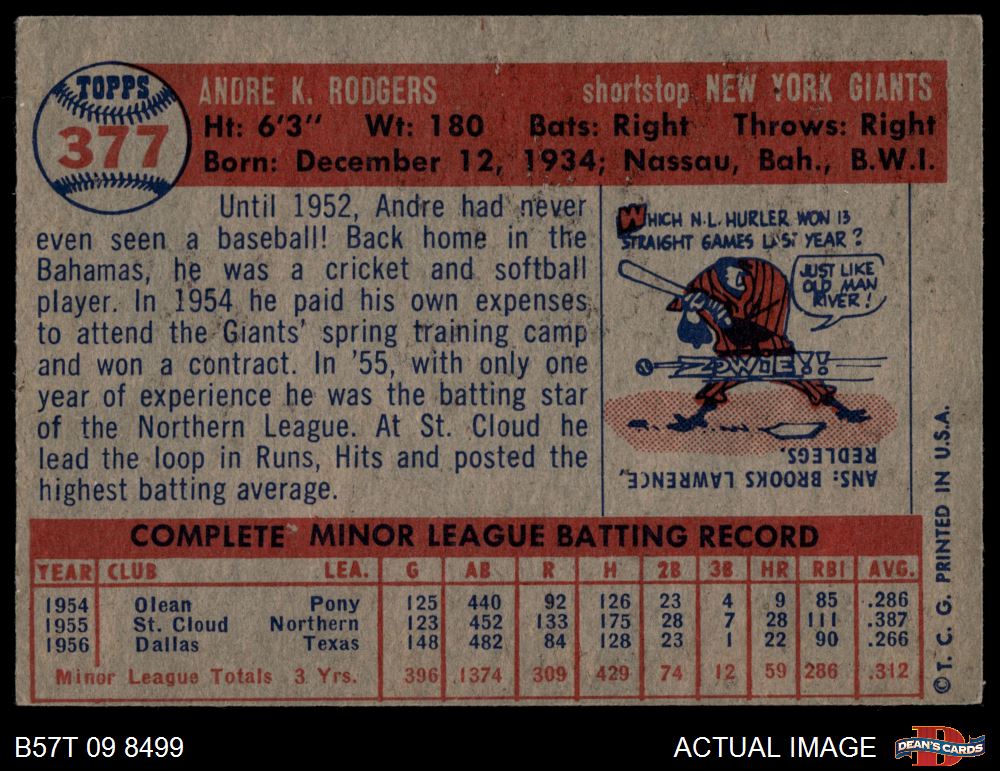 TOPPS
377
ANDRE K. RODGERS shortstop NEW YORK GIANTS
Ht: 6'3" Wt: 180 Bats: Right Throws: Right
Born: December 12, 1934; Nassau, Bah., B.W.I.
Until 1952, Andre had never
even seen a baseball! Back home in the
Bahamas, he was a cricket and softball
player. In 1954 he paid his own expenses
to attend the Giants' spring training camp
and won a contract. In '55, with only one
year of experience he was the batting star
of the Northern League. At St. Cloud he
lead the loop in Runs, Hits and posted the
highest batting average.
WHICH N.L. HURLER WON 13
STRAIGHT GAMES LAST YEAR?
JUST LIKE
OLD MAN
RIVER!
ZOWIE!!
ANS: BROOKS LAWRENCE,
REDLEGS.
COMPLETE MINOR LEAGUE BATTING RECORD
YEAR CLUB LEA. G AB R H 2B 3B HR RBI AVG.
1954 Olean Pony 125 440 92 126 23 4 9 85 .286
1955 St. Cloud Northern 123 452 133 175 28 7 28 111 .387
1956 Dallas Texas 148 482 84 128 23 1 22 90 .266
Minor League Totals 3 Yrs. 396 1374 309 429 74 12 59 286 .312
© T. C. G. PRINTED IN U.S.A.
B57T 09 8499 ACTUAL IMAGE
DEAN'S CARDS